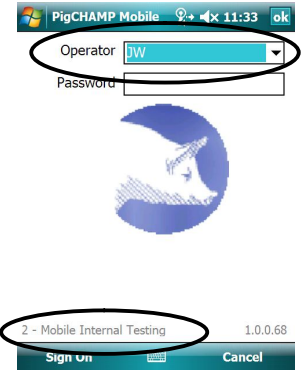 PigCHAMP Mobile 11:33 ok
Operator JW
Password
2 - Mobile Internal Testing 1.0.0.68
Sign On Cancel